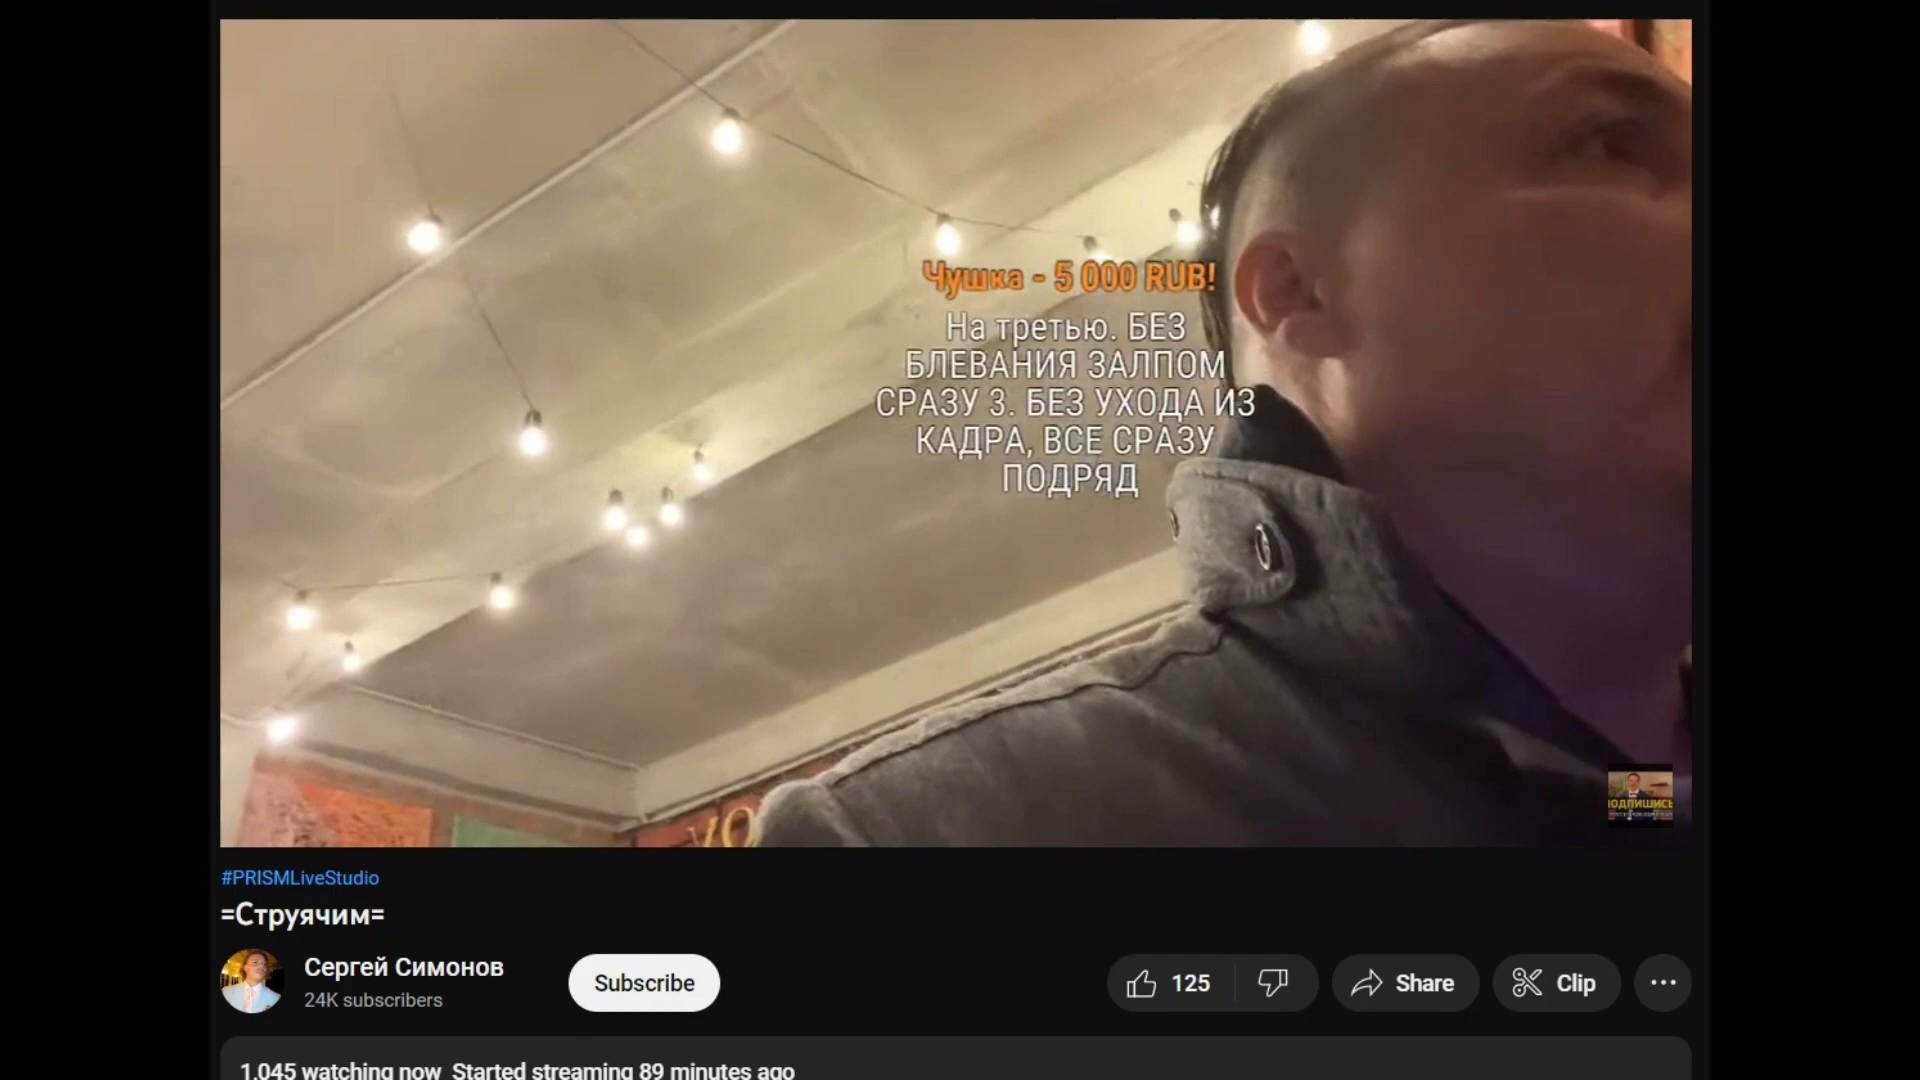 Чушка - 5 000 RUB!
На третью. БЕЗ
БЛЕВАНИЯ ЗАЛПОМ
СРАЗУ 3. БЕЗ УХОДА ИЗ
КАДРА, ВСЕ СРАЗУ
ПОДРЯД
ПОДПИШИСЬ
#PRISMLiveStudio
=Струячим=
Сергей Симонов
24K subscribers
Subscribe
125
Share
Clip
1,045 watching now Started streaming 89 minutes ago